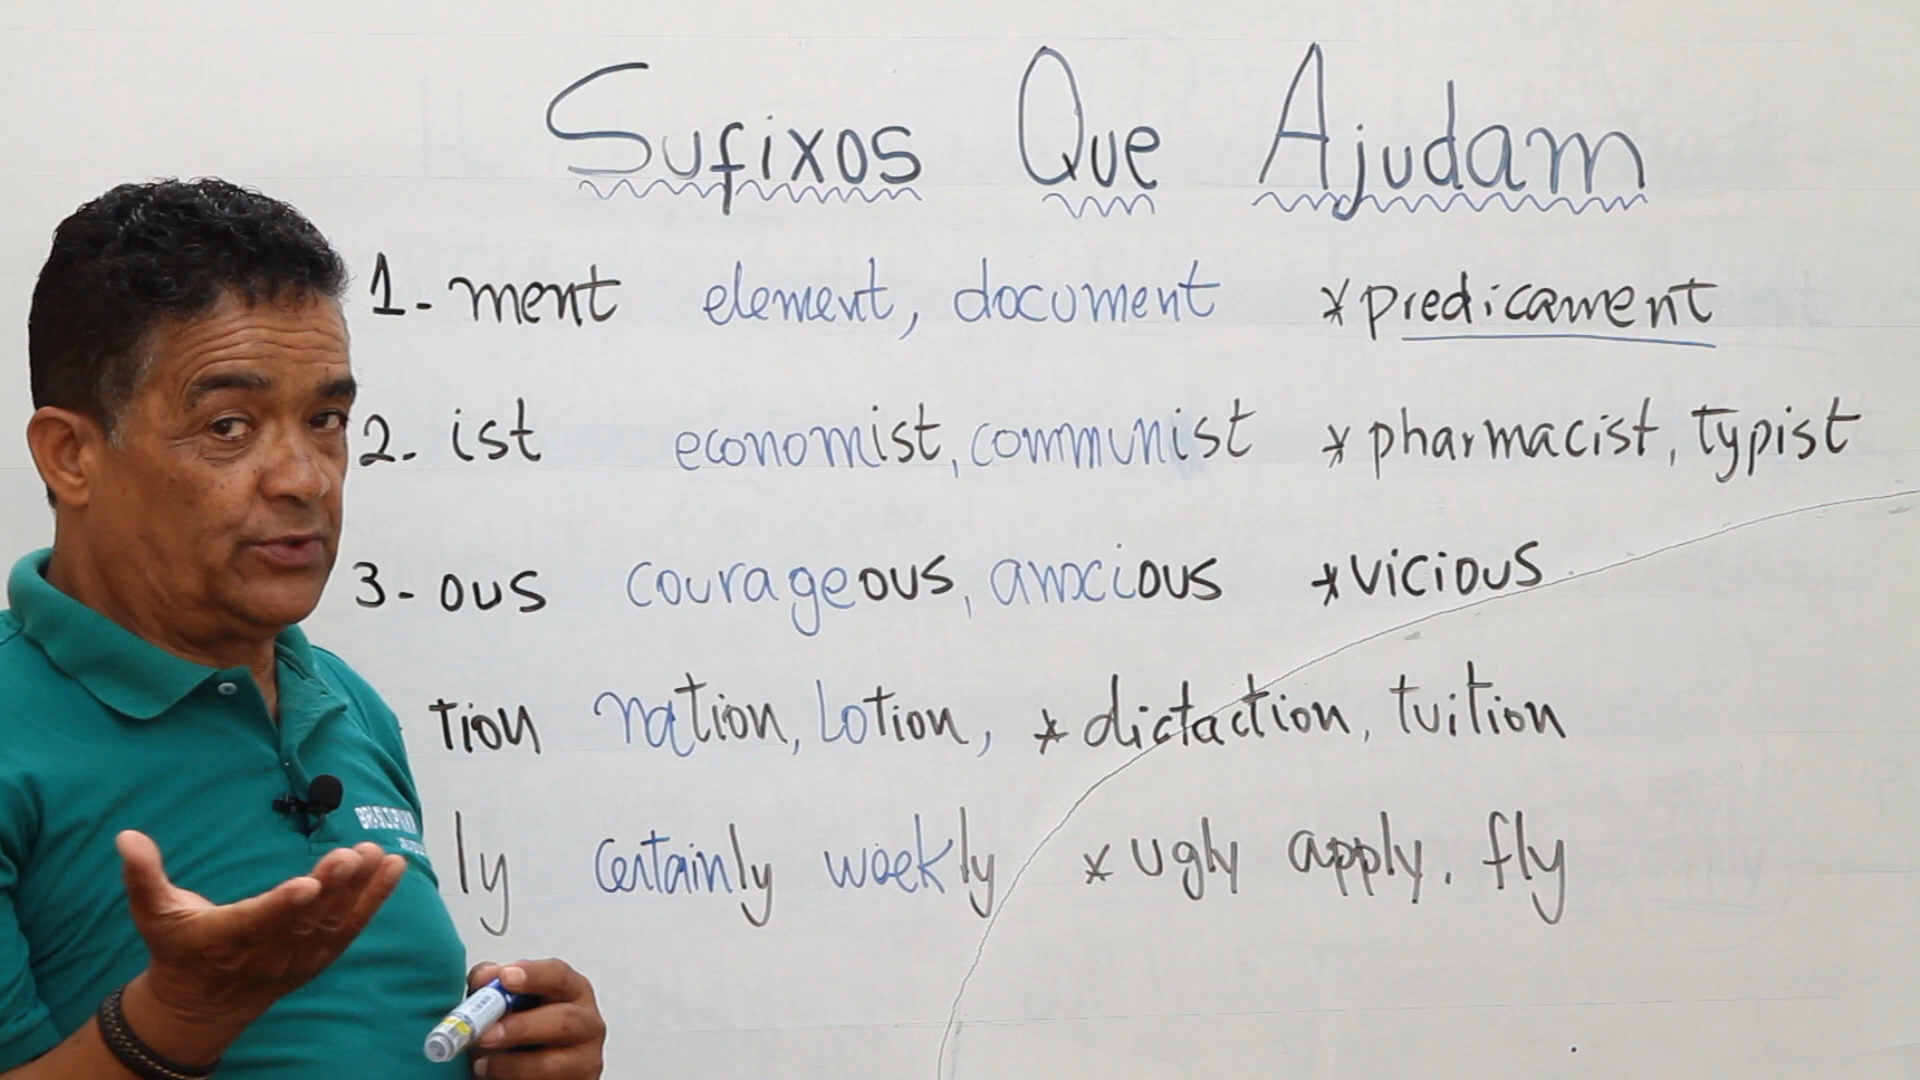 Sufixos Que Ajudam
1- ment element, document *predicament
2- ist economist, communist *pharmacist, typist
3- ous courageous, anxcious *vicious
tion nation, Lotion, *dictaction, tuition
ly certainly weekly *ugly apply. fly